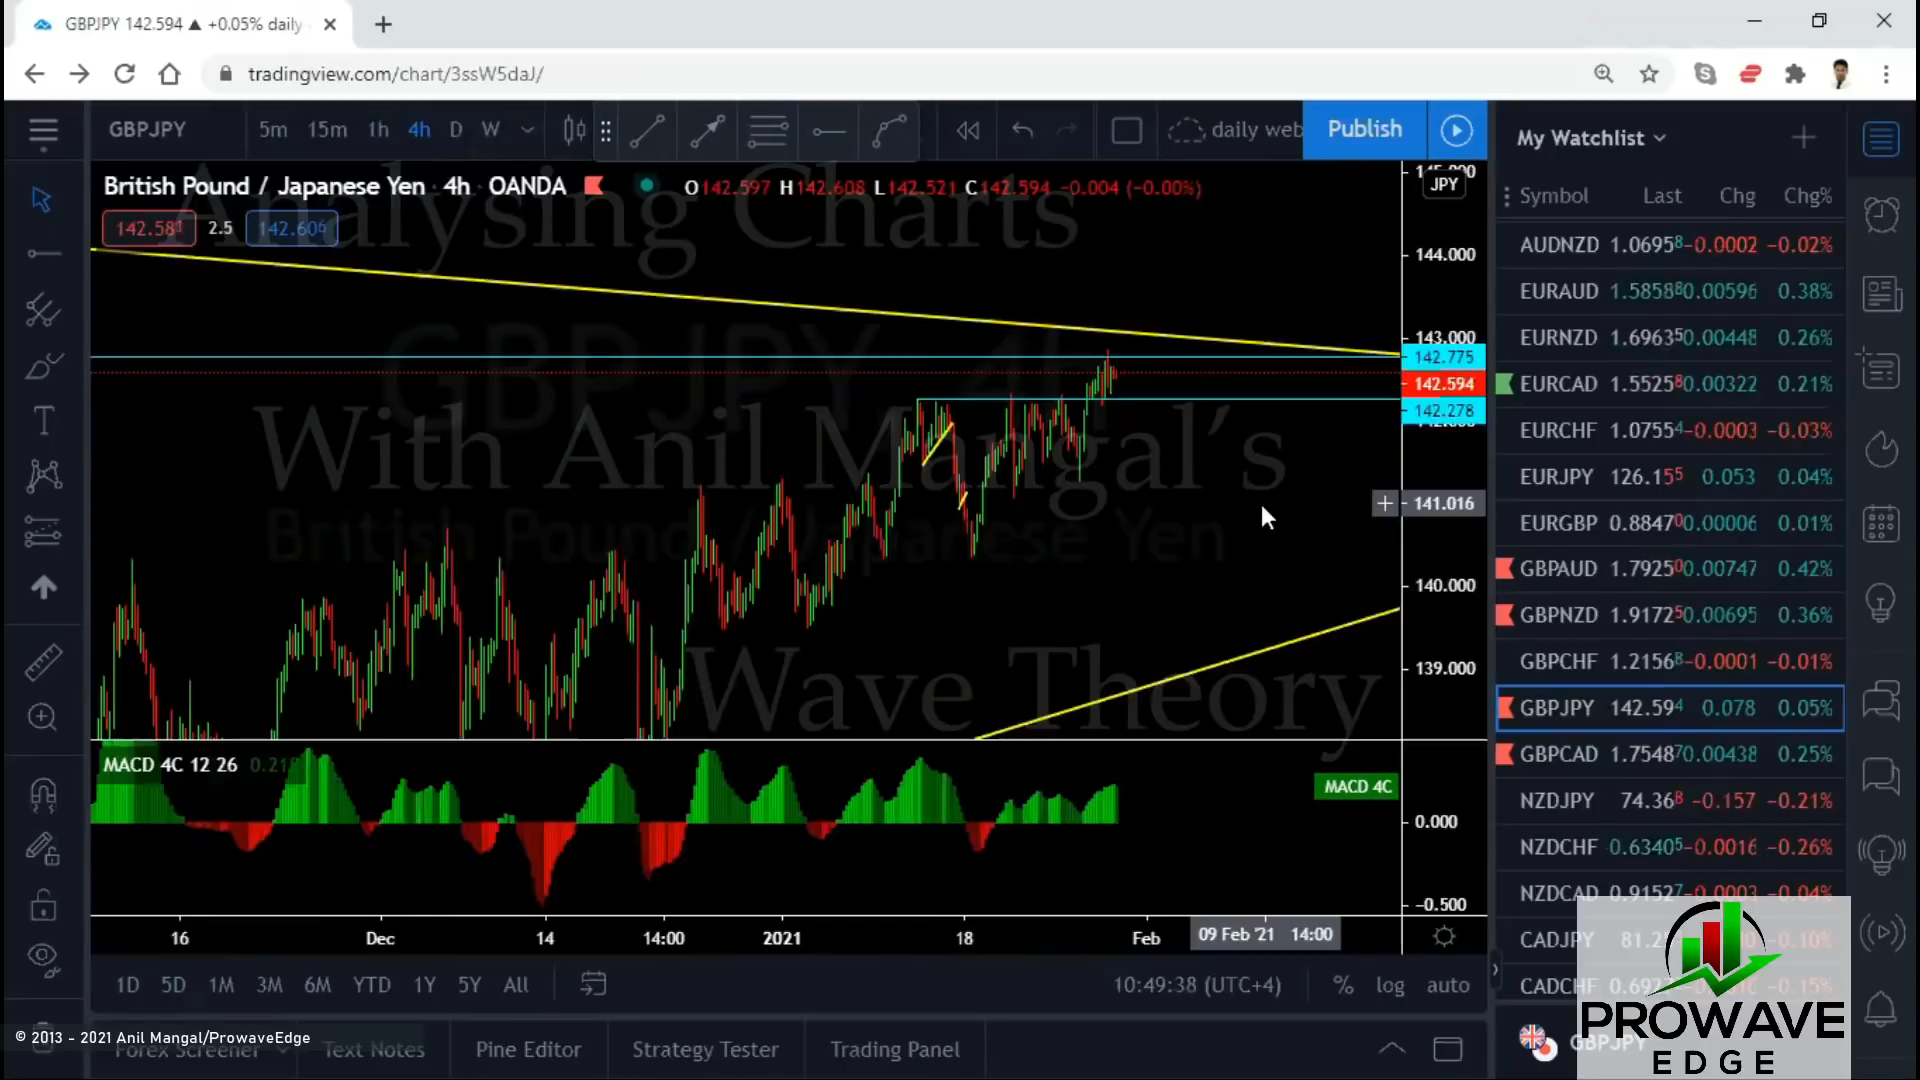 GBPJPY 142.594 ▲ +0.05% daily
tradingview.com/chart/3ssW5daJ/
GBPJPY 5m 15m 1h 4h D W daily web Publish
My Watchlist
Symbol Last Chg Chg%
British Pound / Japanese Yen 4h OANDA O142.597 H142.608 L142.521 C142.594 −0.004 (−0.00%)
142.581 2.5 142.606
JPY
Analysing Charts
With Anil Mangal's
Wave Theory
GBPJPY, 4h
British Pound / Japanese Yen
144.000
143.000
142.775
142.594
142.278
141.016
140.000
139.000
AUDNZD 1.06958 −0.0002 −0.02%
EURAUD 1.58588 0.00596 0.38%
EURNZD 1.69635 0.00448 0.26%
EURCAD 1.55258 0.00322 0.21%
EURCHF 1.07554 −0.0003 −0.03%
EURJPY 126.155 0.053 0.04%
EURGBP 0.88470 0.00006 0.01%
GBPAUD 1.79250 0.00747 0.42%
GBPNZD 1.91725 0.00695 0.36%
GBPCHF 1.21568 −0.0001 −0.01%
GBPJPY 142.594 0.078 0.05%
GBPCAD 1.75487 0.00438 0.25%
NZDJPY 74.368 −0.157 −0.21%
NZDCHF 0.63405 −0.0016 −0.26%
NZDCAD 0.91527 −0.0003 −0.04%
CADJPY
CADCHF
MACD 4C 12 26
MACD 4C
0.000
−0.500
16 Dec 14 14:00 2021 18 Feb 09 Feb '21 14:00
1D 5D 1M 3M 6M YTD 1Y 5Y All 10:49:38 (UTC+4) % log auto
© 2013 - 2021 Anil Mangal/ProwaveEdge
Forex Screener Text Notes Pine Editor Strategy Tester Trading Panel
GBPJPY
PROWAVE
EDGE